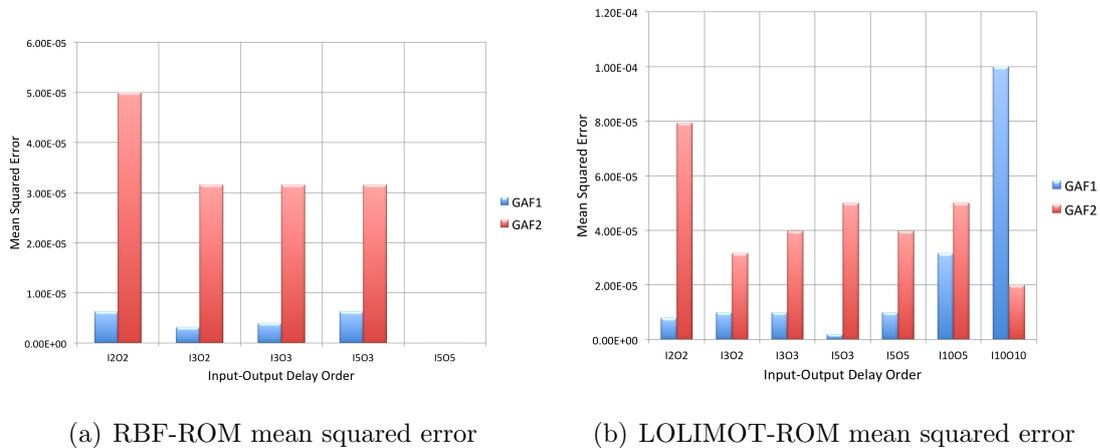 6.00E-05
5.00E-05
4.00E-05
3.00E-05
2.00E-05
1.00E-05
0.00E+00
Mean Squared Error
I2O2 I3O2 I3O3 I5O3 I5O5
Input-Output Delay Order
GAF1
GAF2
(a) RBF-ROM mean squared error
1.20E-04
1.00E-04
8.00E-05
6.00E-05
4.00E-05
2.00E-05
0.00E+00
Mean Squared Error
I2O2 I3O2 I3O3 I5O3 I5O5 I10O5 I10O10
Input-Output Delay Order
GAF1
GAF2
(b) LOLIMOT-ROM mean squared error